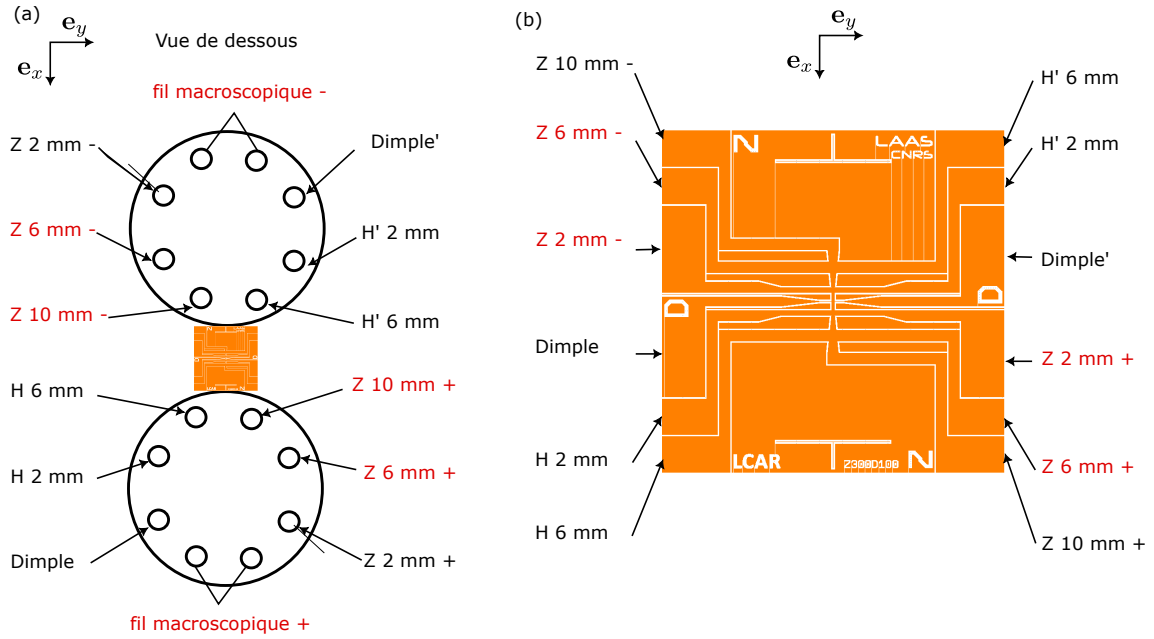 (a)
e_y
e_x
Vue de dessous
fil macroscopique -
Z 2 mm -
Dimple'
Z 6 mm -
H' 2 mm
Z 10 mm -
H' 6 mm
H 6 mm
Z 10 mm +
H 2 mm
Z 6 mm +
Dimple
Z 2 mm +
fil macroscopique +
(b)
e_y
e_x
Z 10 mm -
H' 6 mm
Z 6 mm -
H' 2 mm
Z 2 mm -
Dimple'
Dimple
Z 2 mm +
H 2 mm
Z 6 mm +
H 6 mm
Z 10 mm +
N
LAAS
CNRS
D
D
LCAR
Z300D100
N